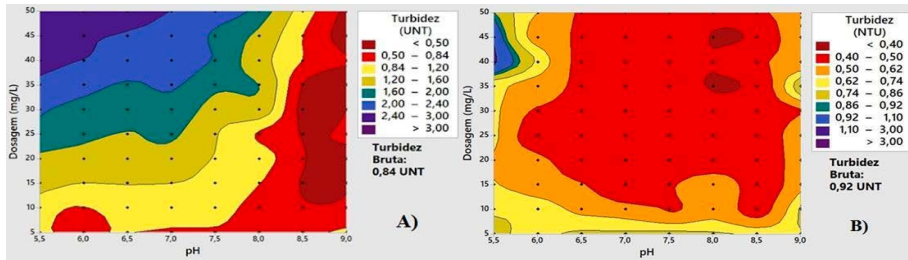 Turbidez
(UNT)
< 0,50
0,50 – 0,84
0,84 – 1,20
1,20 – 1,60
1,60 – 2,00
2,00 – 2,40
2,40 – 3,00
> 3,00
Turbidez
Bruta:
0,84 UNT
A)
Dosagem (mg/L)
50
45
40
35
30
25
20
15
10
5
5,5 6,0 6,5 7,0 7,5 8,0 8,5 9,0
pH
Turbidez
(NTU)
< 0,40
0,40 – 0,50
0,50 – 0,62
0,62 – 0,74
0,74 – 0,86
0,86 – 0,92
0,92 – 1,10
1,10 – 3,00
> 3,00
Turbidez
Bruta:
0,92 UNT
B)
Dosagem (mg/L)
50
45
40
35
30
25
20
15
10
5
5,5 6,0 6,5 7,0 7,5 8,0 8,5 9,0
pH